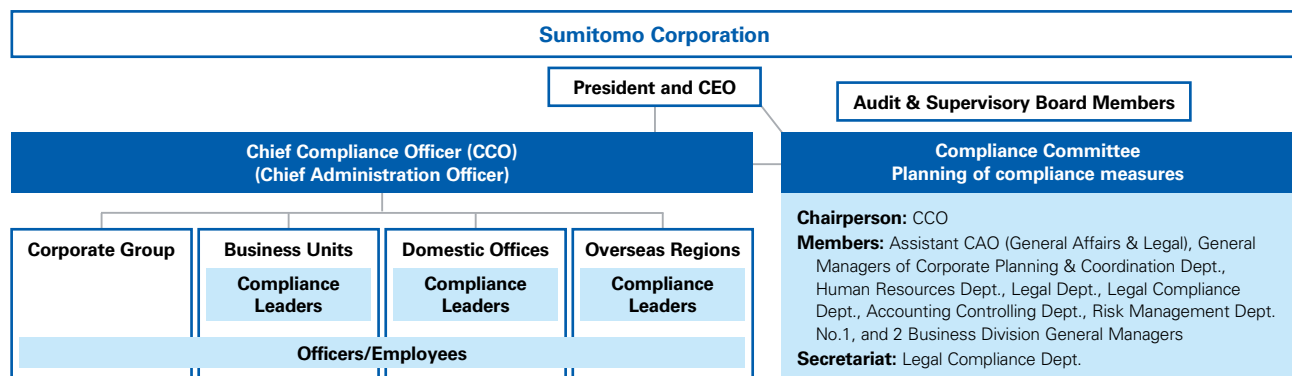 Sumitomo Corporation
President and CEO
Audit & Supervisory Board Members
Chief Compliance Officer (CCO)
(Chief Administration Officer)
Compliance Committee
Planning of compliance measures
Corporate Group
Business Units
Compliance
Leaders
Domestic Offices
Compliance
Leaders
Overseas Regions
Compliance
Leaders
Officers/Employees
Chairperson: CCO
Members: Assistant CAO (General Affairs & Legal), General
Managers of Corporate Planning & Coordination Dept.,
Human Resources Dept., Legal Dept., Legal Compliance
Dept., Accounting Controlling Dept., Risk Management Dept.
No.1, and 2 Business Division General Managers
Secretariat: Legal Compliance Dept.